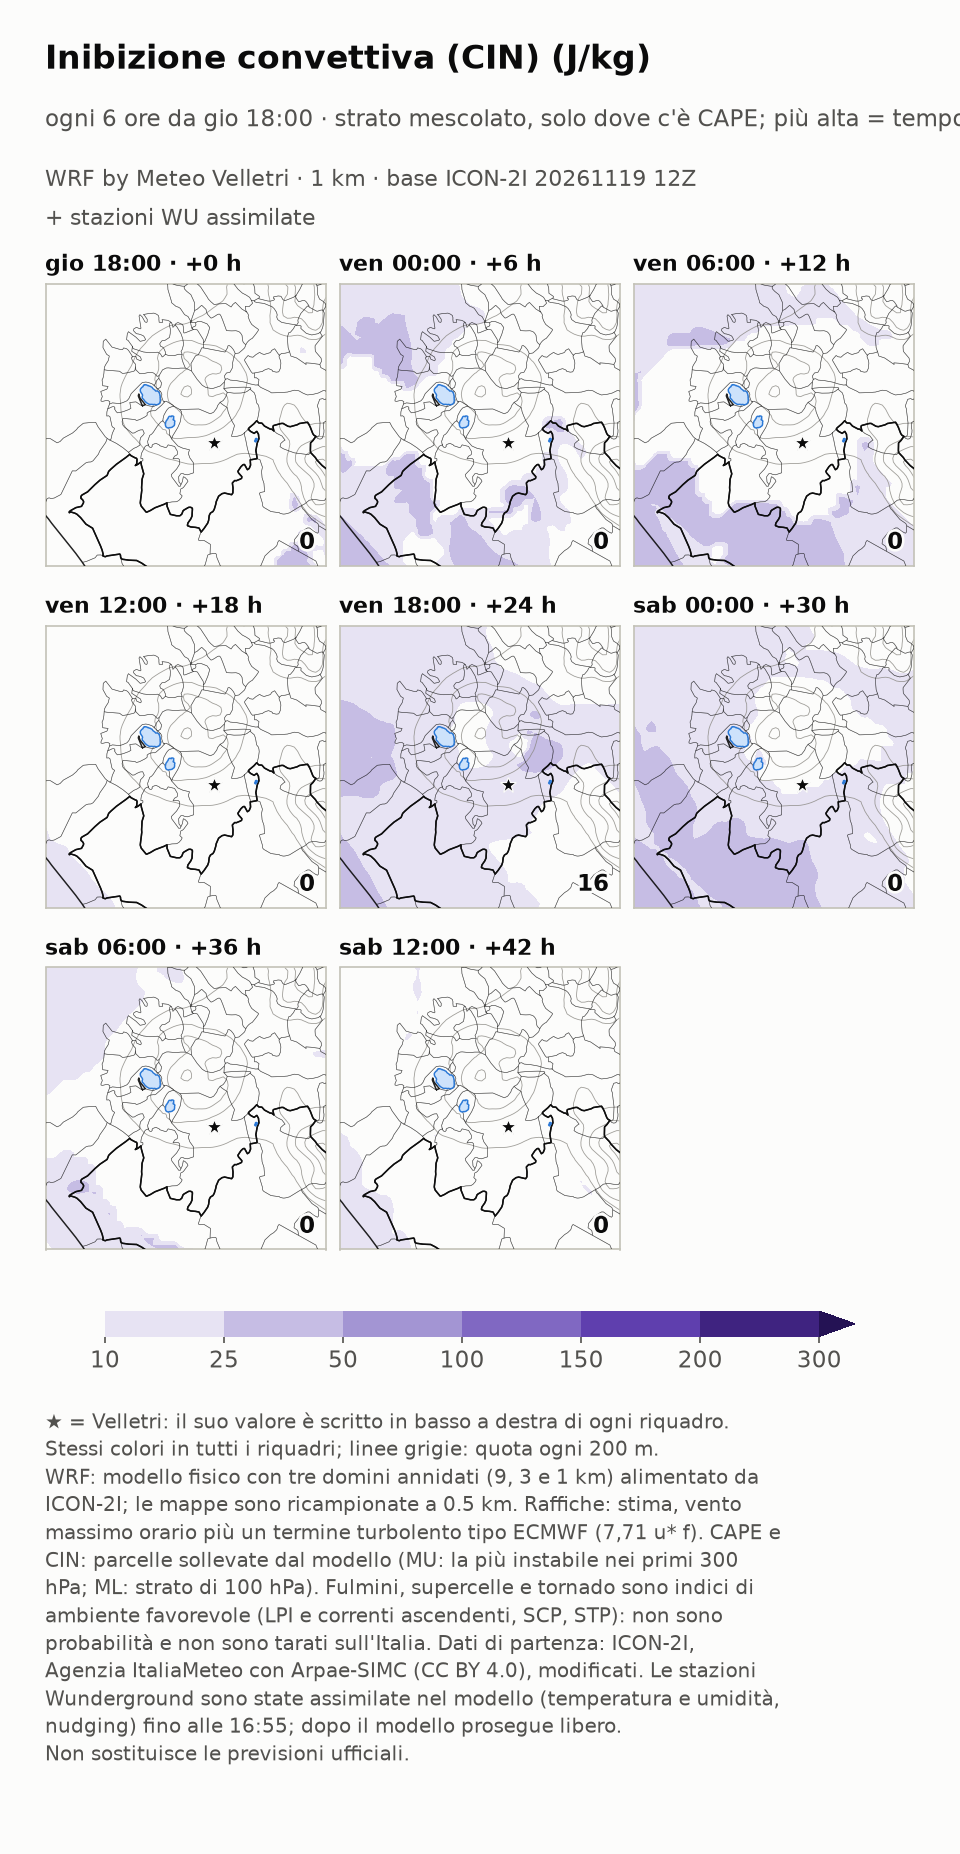 Inibizione convettiva (CIN) (J/kg)
ogni 6 ore da gio 18:00 · strato mescolato, solo dove c'è CAPE; più alta =
WRF by Meteo Velletri · 1 km · base ICON-2I 20261119 12Z
+ stazioni WU assimilate
gio 18:00 · +0 h
ven 00:00 · +6 h
ven 06:00 · +12 h
0
0
0
ven 12:00 · +18 h
ven 18:00 · +24 h
sab 00:00 · +30 h
0
16
0
sab 06:00 · +36 h
sab 12:00 · +42 h
0
0
10 25 50 100 150 200 300
★ = Velletri: il suo valore è scritto in basso a destra di ogni riquadro.
Stessi colori in tutti i riquadri; linee grigie: quota ogni 200 m.
WRF: modello fisico con tre domini annidati (9, 3 e 1 km) alimentato da
ICON-2I; le mappe sono ricampionate a 0.5 km. Raffiche: stima, vento
massimo orario più un termine turbolento tipo ECMWF (7,71 u* f). CAPE e
CIN: parcelle sollevate dal modello (MU: la più instabile nei primi 300
hPa; ML: strato di 100 hPa). Fulmini, supercelle e tornado sono indici di
ambiente favorevole (LPI e correnti ascendenti, SCP, STP): non sono
probabilità e non sono tarati sull'Italia. Dati di partenza: ICON-2I,
Agenzia ItaliaMeteo con Arpae-SIMC (CC BY 4.0), modificati. Le stazioni
Wunderground sono state assimilate nel modello (temperatura e umidità,
nudging) fino alle 16:55; dopo il modello prosegue libero.
Non sostituisce le previsioni ufficiali.